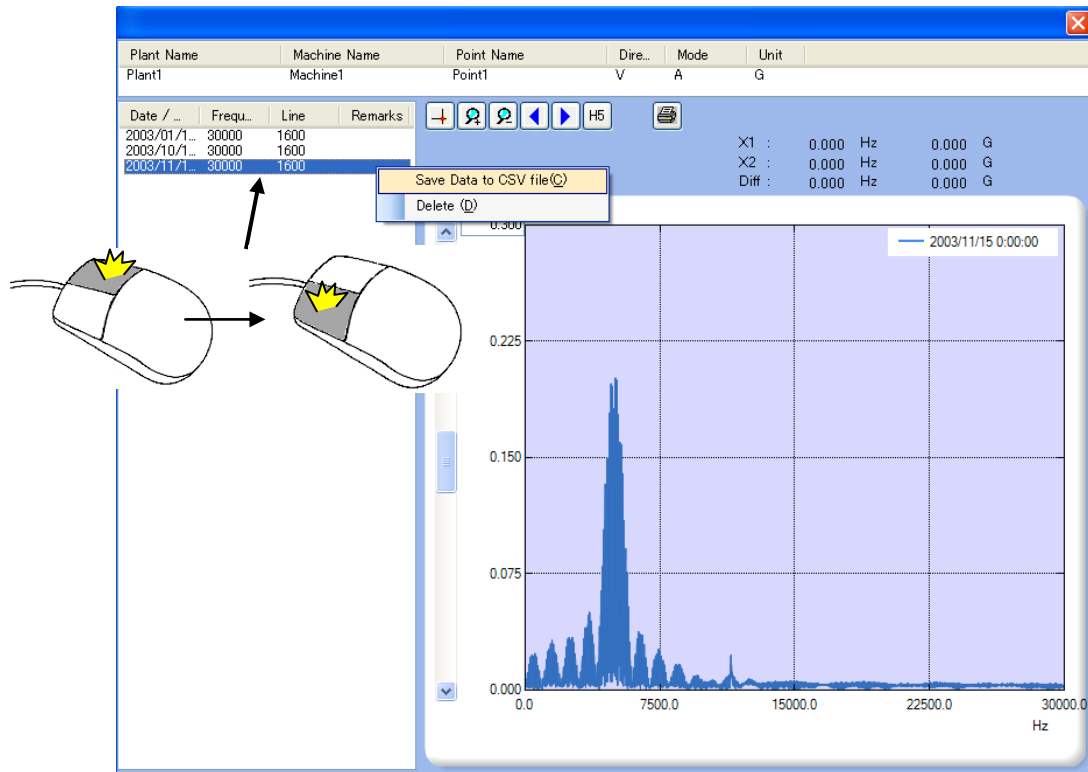 Plant Name Machine Name Point Name Dire... Mode Unit
Plant1 Machine1 Point1 V A G
Date / ... Frequ... Line Remarks
2003/01/1... 30000 1600
2003/10/1... 30000 1600
2003/11/1... 30000 1600
H5
X1 : 0.000 Hz 0.000 G
X2 : 0.000 Hz 0.000 G
Diff : 0.000 Hz 0.000 G
Save Data to CSV file(C)
Delete (D)
0.300
2003/11/15 0:00:00
0.225
0.150
0.075
0.000
0.0 7500.0 15000.0 22500.0 30000.0
Hz